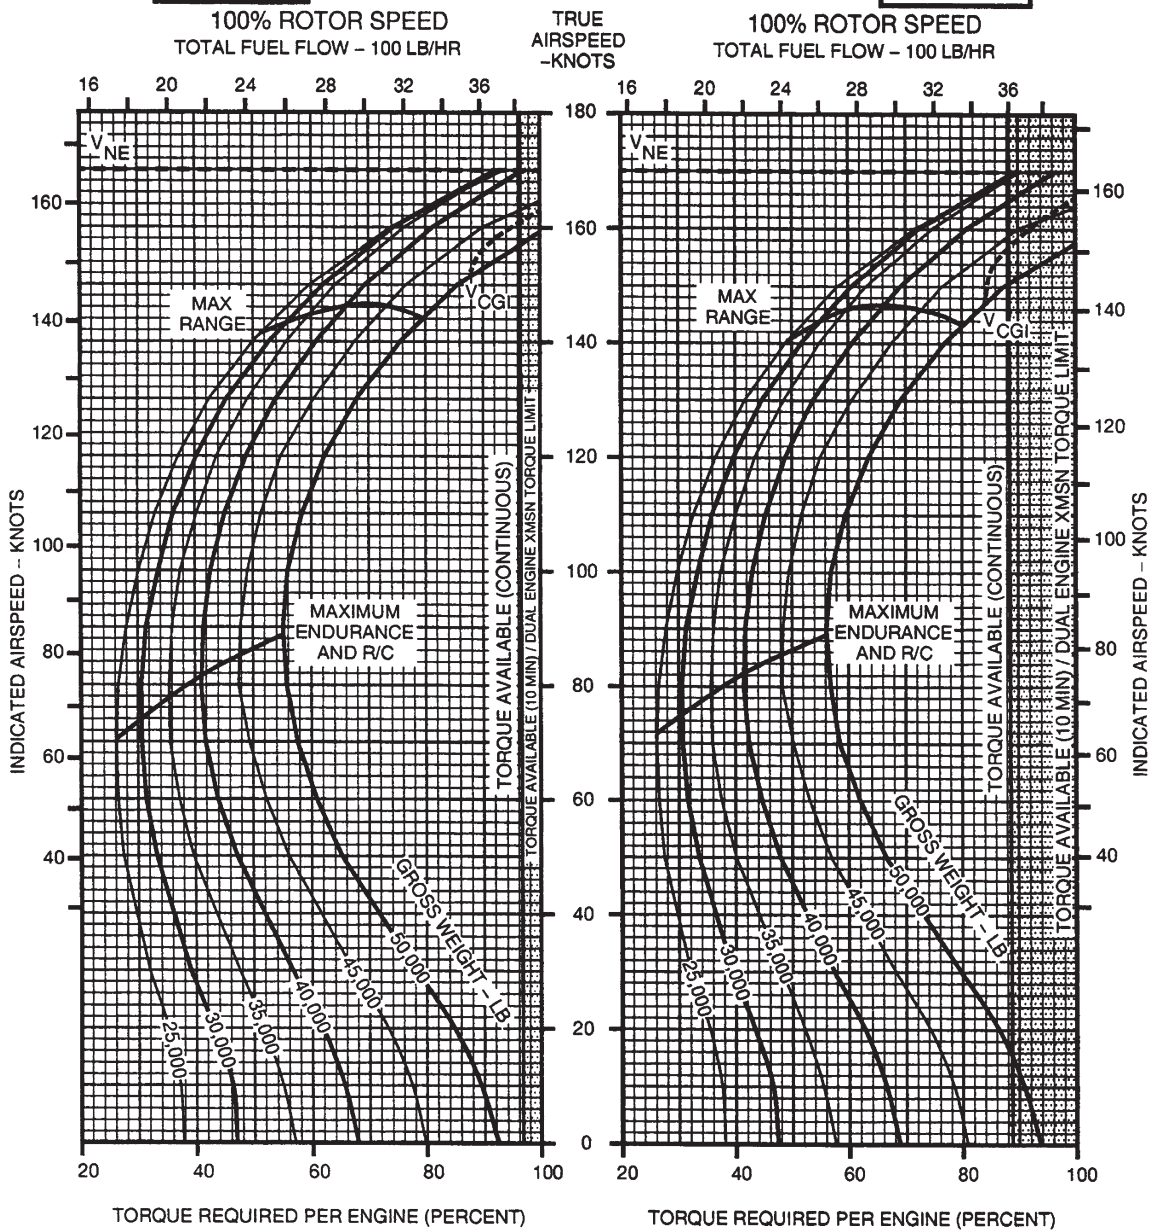 100% ROTOR SPEED
TOTAL FUEL FLOW – 100 LB/HR
TRUE
AIRSPEED
–KNOTS
100% ROTOR SPEED
TOTAL FUEL FLOW – 100 LB/HR
16 20 24 28 32 36
180
16 20 24 28 32 36
VNE
VNE
160
160
160
MAX
RANGE
VCGI
MAX
RANGE
VCGI
140
140
140
120
120
120
100
100
100
80
80
80
60
60
60
40
40
40
20
0
INDICATED AIRSPEED – KNOTS
INDICATED AIRSPEED – KNOTS
MAXIMUM
ENDURANCE
AND R/C
MAXIMUM
ENDURANCE
AND R/C
TORQUE AVAILABLE (CONTINUOUS)
TORQUE AVAILABLE (10 MIN) / DUAL ENGINE XMSN TORQUE LIMIT
TORQUE AVAILABLE (CONTINUOUS)
TORQUE AVAILABLE (10 MIN) / DUAL ENGINE XMSN TORQUE LIMIT
GROSS WEIGHT – LB
25,000
30,000
35,000
40,000
45,000
50,000
GROSS WEIGHT – LB
25,000
30,000
35,000
40,000
45,000
50,000
20 40 60 80 100
20 40 60 80 100
TORQUE REQUIRED PER ENGINE (PERCENT)
TORQUE REQUIRED PER ENGINE (PERCENT)